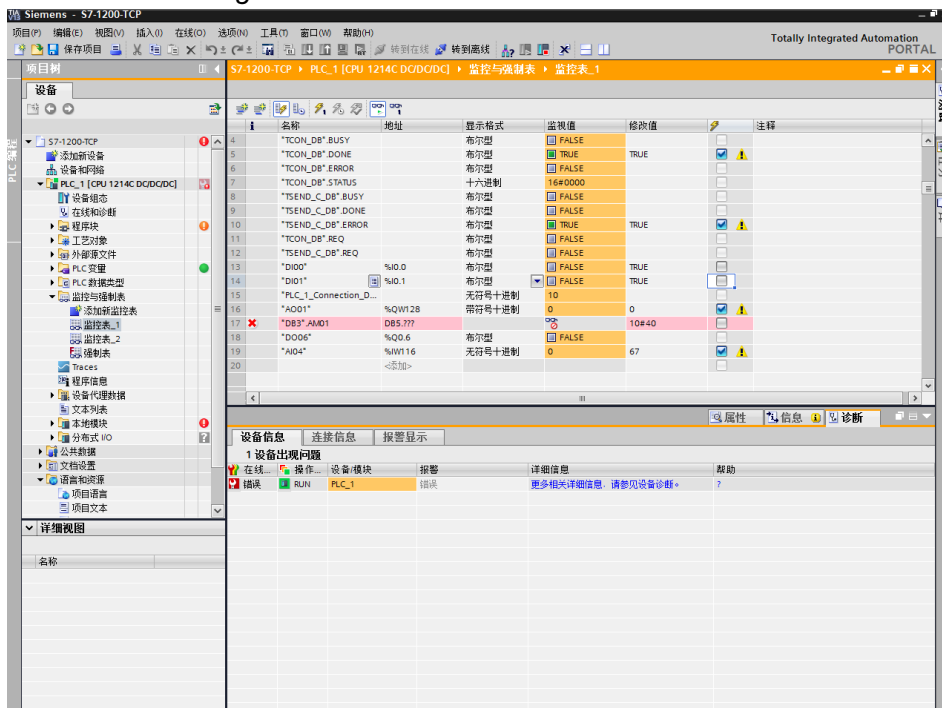 Siemens - S7-1200-TCP
项目(P) 编辑(E) 视图(V) 插入(I) 在线(O) 选项(N) 工具(T) 窗口(W) 帮助(H)
Totally Integrated Automation
PORTAL
保存项目 转到在线 转到离线
项目树
S7-1200-TCP PLC_1 [CPU 1214C DC/DC/DC] 监控与强制表 监控表_1
设备
i 名称 地址 显示格式 监视值 修改值 注释
4 "TCON_DB".BUSY 布尔型 FALSE
5 "TCON_DB".DONE 布尔型 TRUE TRUE
6 "TCON_DB".ERROR 布尔型 FALSE
7 "TCON_DB".STATUS 十六进制 16#0000
8 "TSEND_C_DB".BUSY 布尔型 FALSE
9 "TSEND_C_DB".DONE 布尔型 FALSE
10 "TSEND_C_DB".ERROR 布尔型 TRUE TRUE
11 "TCON_DB".REQ 布尔型 FALSE
12 "TSEND_C_DB".REQ 布尔型 FALSE
13 "DI00" %I0.0 布尔型 FALSE TRUE
14 "DI01" %I0.1 布尔型 FALSE TRUE
15 "PLC_1_Connection_D... 无符号十进制 10
16 "AO01" %QW128 带符号十进制 0 0
17 "DB3".AM01 DB5.??? 10#40
18 "DO06" %Q0.6 布尔型 FALSE
19 "AI04" %IW116 无符号十进制 0 67
20 <添加>
S7-1200-TCP
添加新设备
设备和网络
PLC_1 [CPU 1214C DC/DC/DC]
设备组态
在线和诊断
程序块
工艺对象
外部源文件
PLC 变量
PLC 数据类型
监控与强制表
添加新监控表
监控表_1
监控表_2
强制表
Traces
程序信息
设备代理数据
文本列表
本地模块
分布式 I/O
公共数据
文档设置
语言和资源
项目语言
项目文本
详细视图
名称
属性 信息 诊断
设备信息 连接信息 报警显示
1 设备出现问题
在线... 操作... 设备/模块 报警 详细信息 帮助
错误 RUN PLC_1 错误 更多相关详细信息，请参见设备诊断。 ?